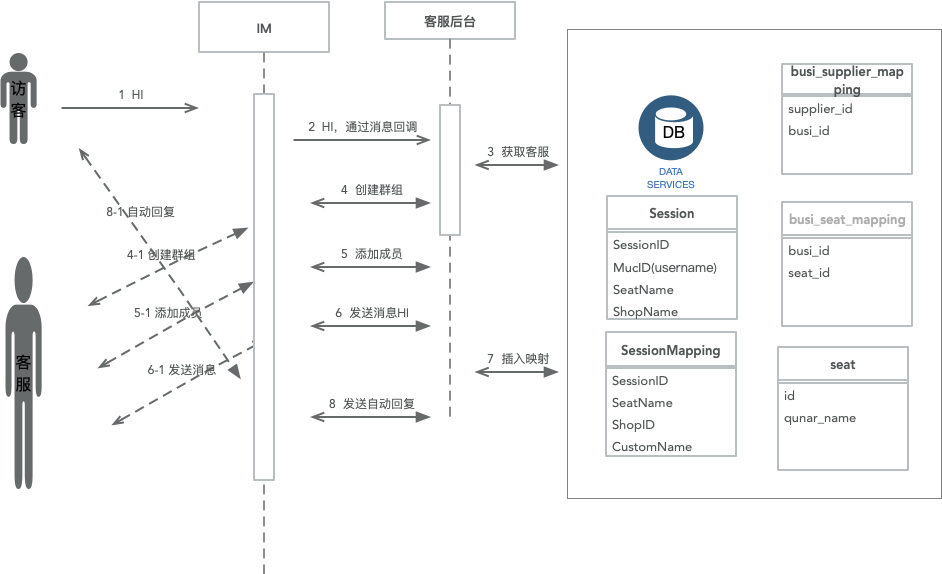 IM
客服后台
访
客
1 HI
2 HI，通过消息回调
3 获取客服
4 创建群组
8-1 自动回复
4-1 创建群组
5 添加成员
5-1 添加成员
6 发送消息HI
6-1 发送消息
7 插入映射
8 发送自动回复
客
服
DB
DATA
SERVICES
Session
SessionID
MucID(username)
SeatName
ShopName
SessionMapping
SessionID
SeatName
ShopID
CustomName
busi_supplier_map
ping
supplier_id
busi_id
busi_seat_mapping
busi_id
seat_id
seat
id
qunar_name